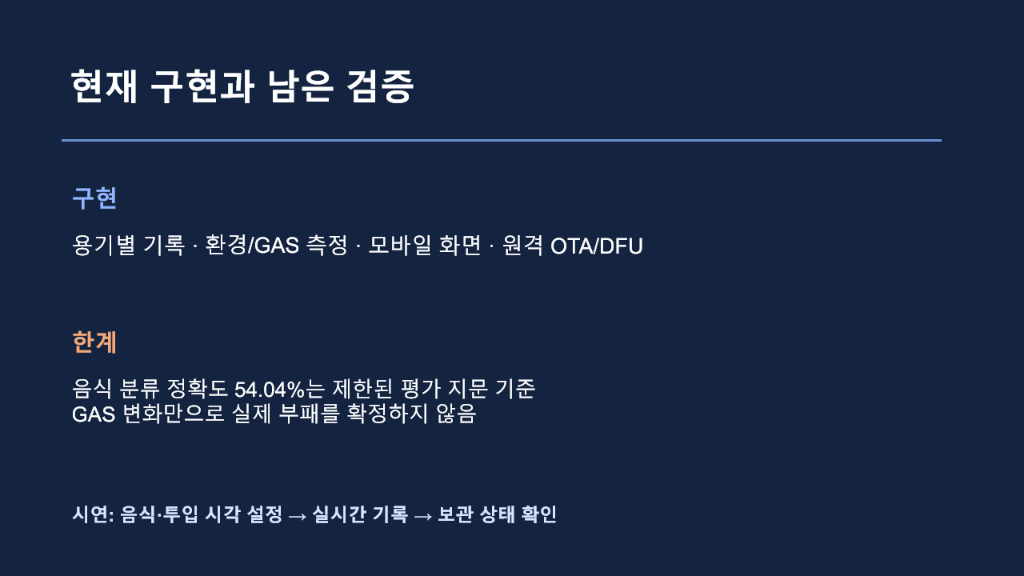 현재 구현과 남은 검증
구현
용기별 기록 · 환경/GAS 측정 · 모바일 화면 · 원격 OTA/DFU
한계
음식 분류 정확도 54.04%는 제한된 평가 지문 기준
GAS 변화만으로 실제 부패를 확정하지 않음
시연: 음식·투입 시각 설정 → 실시간 기록 → 보관 상태 확인